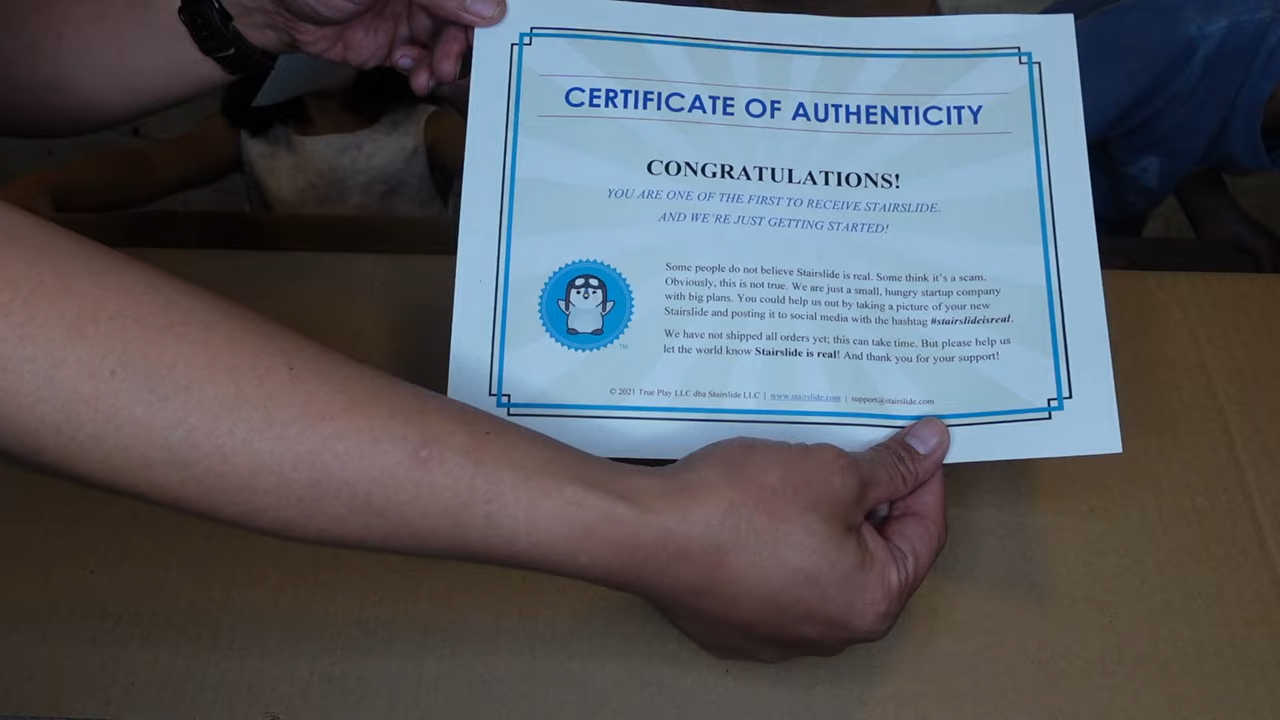 CERTIFICATE OF AUTHENTICITY
CONGRATULATIONS!
YOU ARE ONE OF THE FIRST TO RECEIVE STAIRSLIDE.
AND WE'RE JUST GETTING STARTED!
Some people do not believe Stairslide is real. Some think it's a scam.
Obviously, this is not true. We are just a small, hungry startup company
with big plans. You could help us out by taking a picture of your new
Stairslide and posting it to social media with the hashtag #stairslideisreal.
We have not shipped all orders yet; this can take time. But please help us
let the world know Stairslide is real! And thank you for your support!
TM
© 2021 True Play LLC dba Stairslide LLC | www.stairslide.com | support@stairslide.com